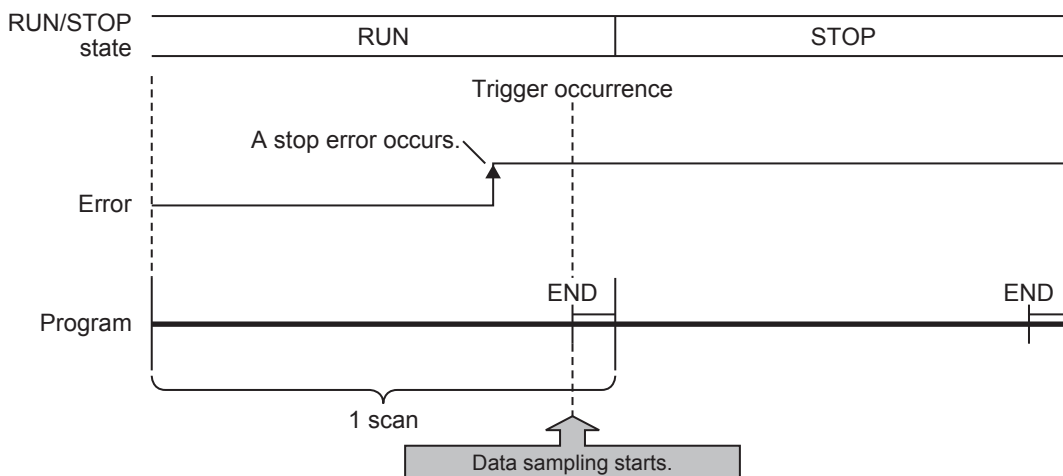 RUN/STOP
state
RUN
STOP
Trigger occurrence
A stop error occurs.
Error
END
END
Program
1 scan
Data sampling starts.